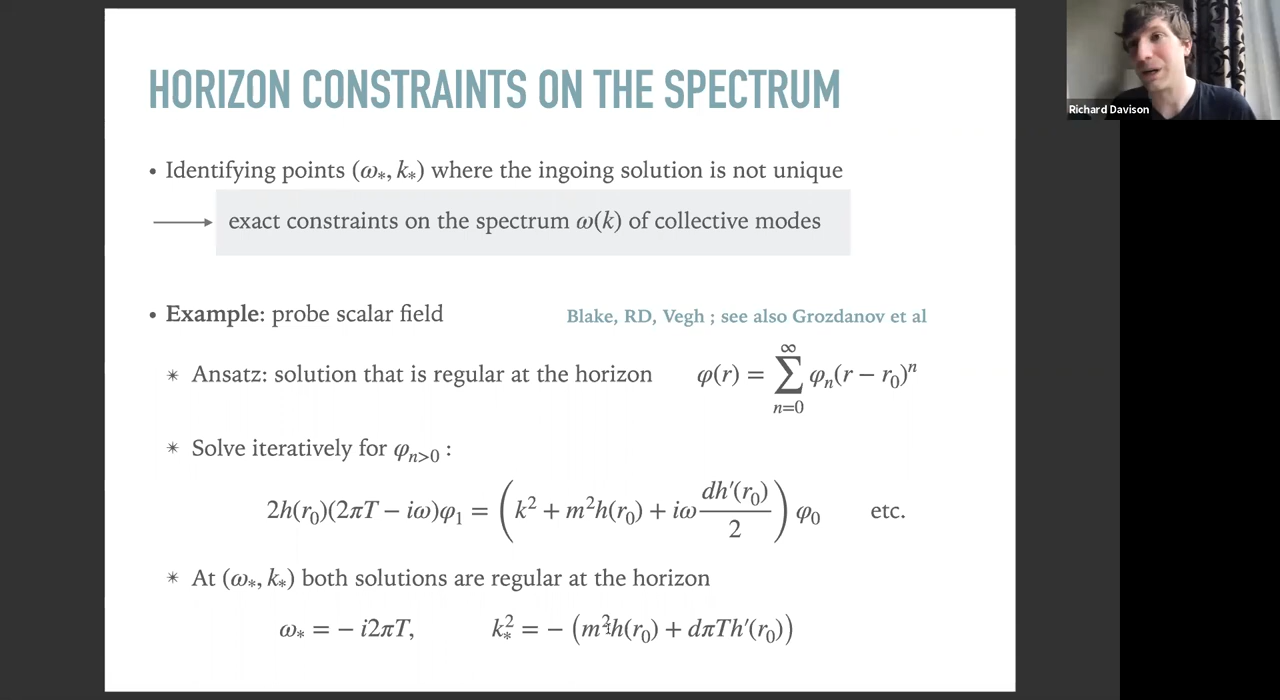 HORIZON CONSTRAINTS ON THE SPECTRUM
• Identifying points (ω∗, k∗) where the ingoing solution is not unique
exact constraints on the spectrum ω(k) of collective modes
• Example: probe scalar field
Blake, RD, Vegh ; see also Grozdanov et al
∗ Ansatz: solution that is regular at the horizon φ(r) = ∑_{n=0}^{∞} φ_n(r − r_0)^n
∗ Solve iteratively for φ_{n>0} :
2h(r_0)(2πT − iω)φ_1 = (k^2 + m^2h(r_0) + iω dh′(r_0)/2) φ_0 etc.
∗ At (ω∗, k∗) both solutions are regular at the horizon
ω∗ = − i2πT, k∗^2 = − (m^2h(r_0) + dπTh′(r_0))
Richard Davison